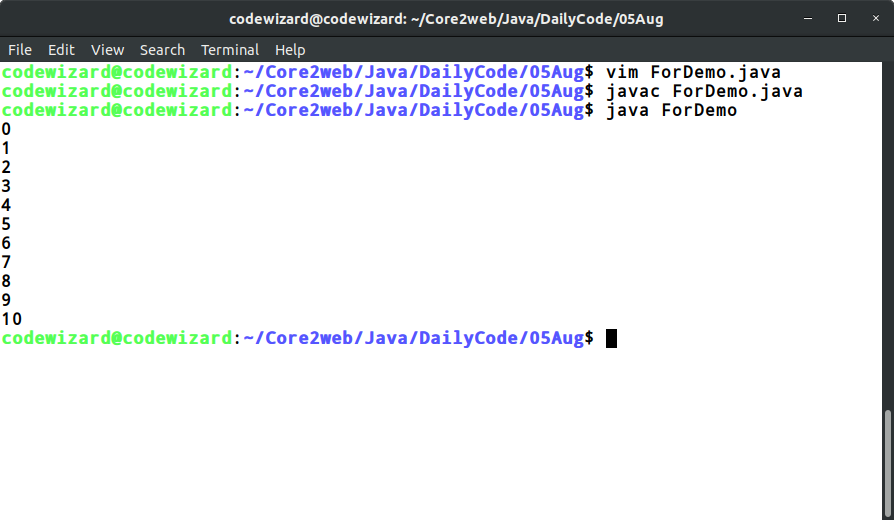 codewizard@codewizard: ~/Core2web/Java/DailyCode/05Aug
File Edit View Search Terminal Help
codewizard@codewizard:~/Core2web/Java/DailyCode/05Aug$ vim ForDemo.java
codewizard@codewizard:~/Core2web/Java/DailyCode/05Aug$ javac ForDemo.java
codewizard@codewizard:~/Core2web/Java/DailyCode/05Aug$ java ForDemo
0
1
2
3
4
5
6
7
8
9
10
codewizard@codewizard:~/Core2web/Java/DailyCode/05Aug$